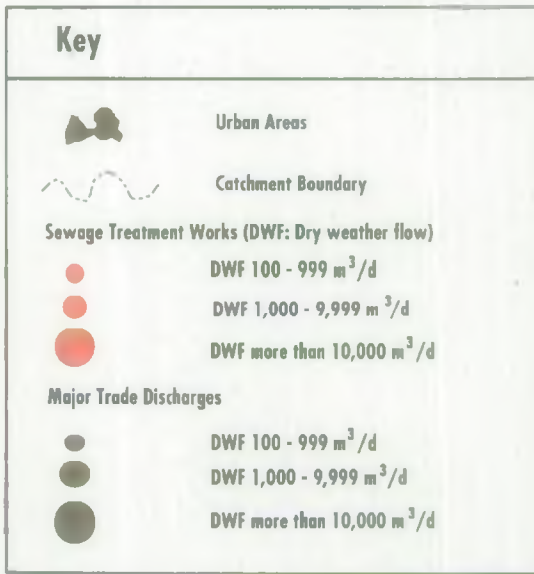 Key
Urban Areas
Catchment Boundary
Sewage Treatment Works (DWF: Dry weather flow)
DWF 100 - 999 m³/d
DWF 1,000 - 9,999 m³/d
DWF more than 10,000 m³/d
Major Trade Discharges
DWF 100 - 999 m³/d
DWF 1,000 - 9,999 m³/d
DWF more than 10,000 m³/d